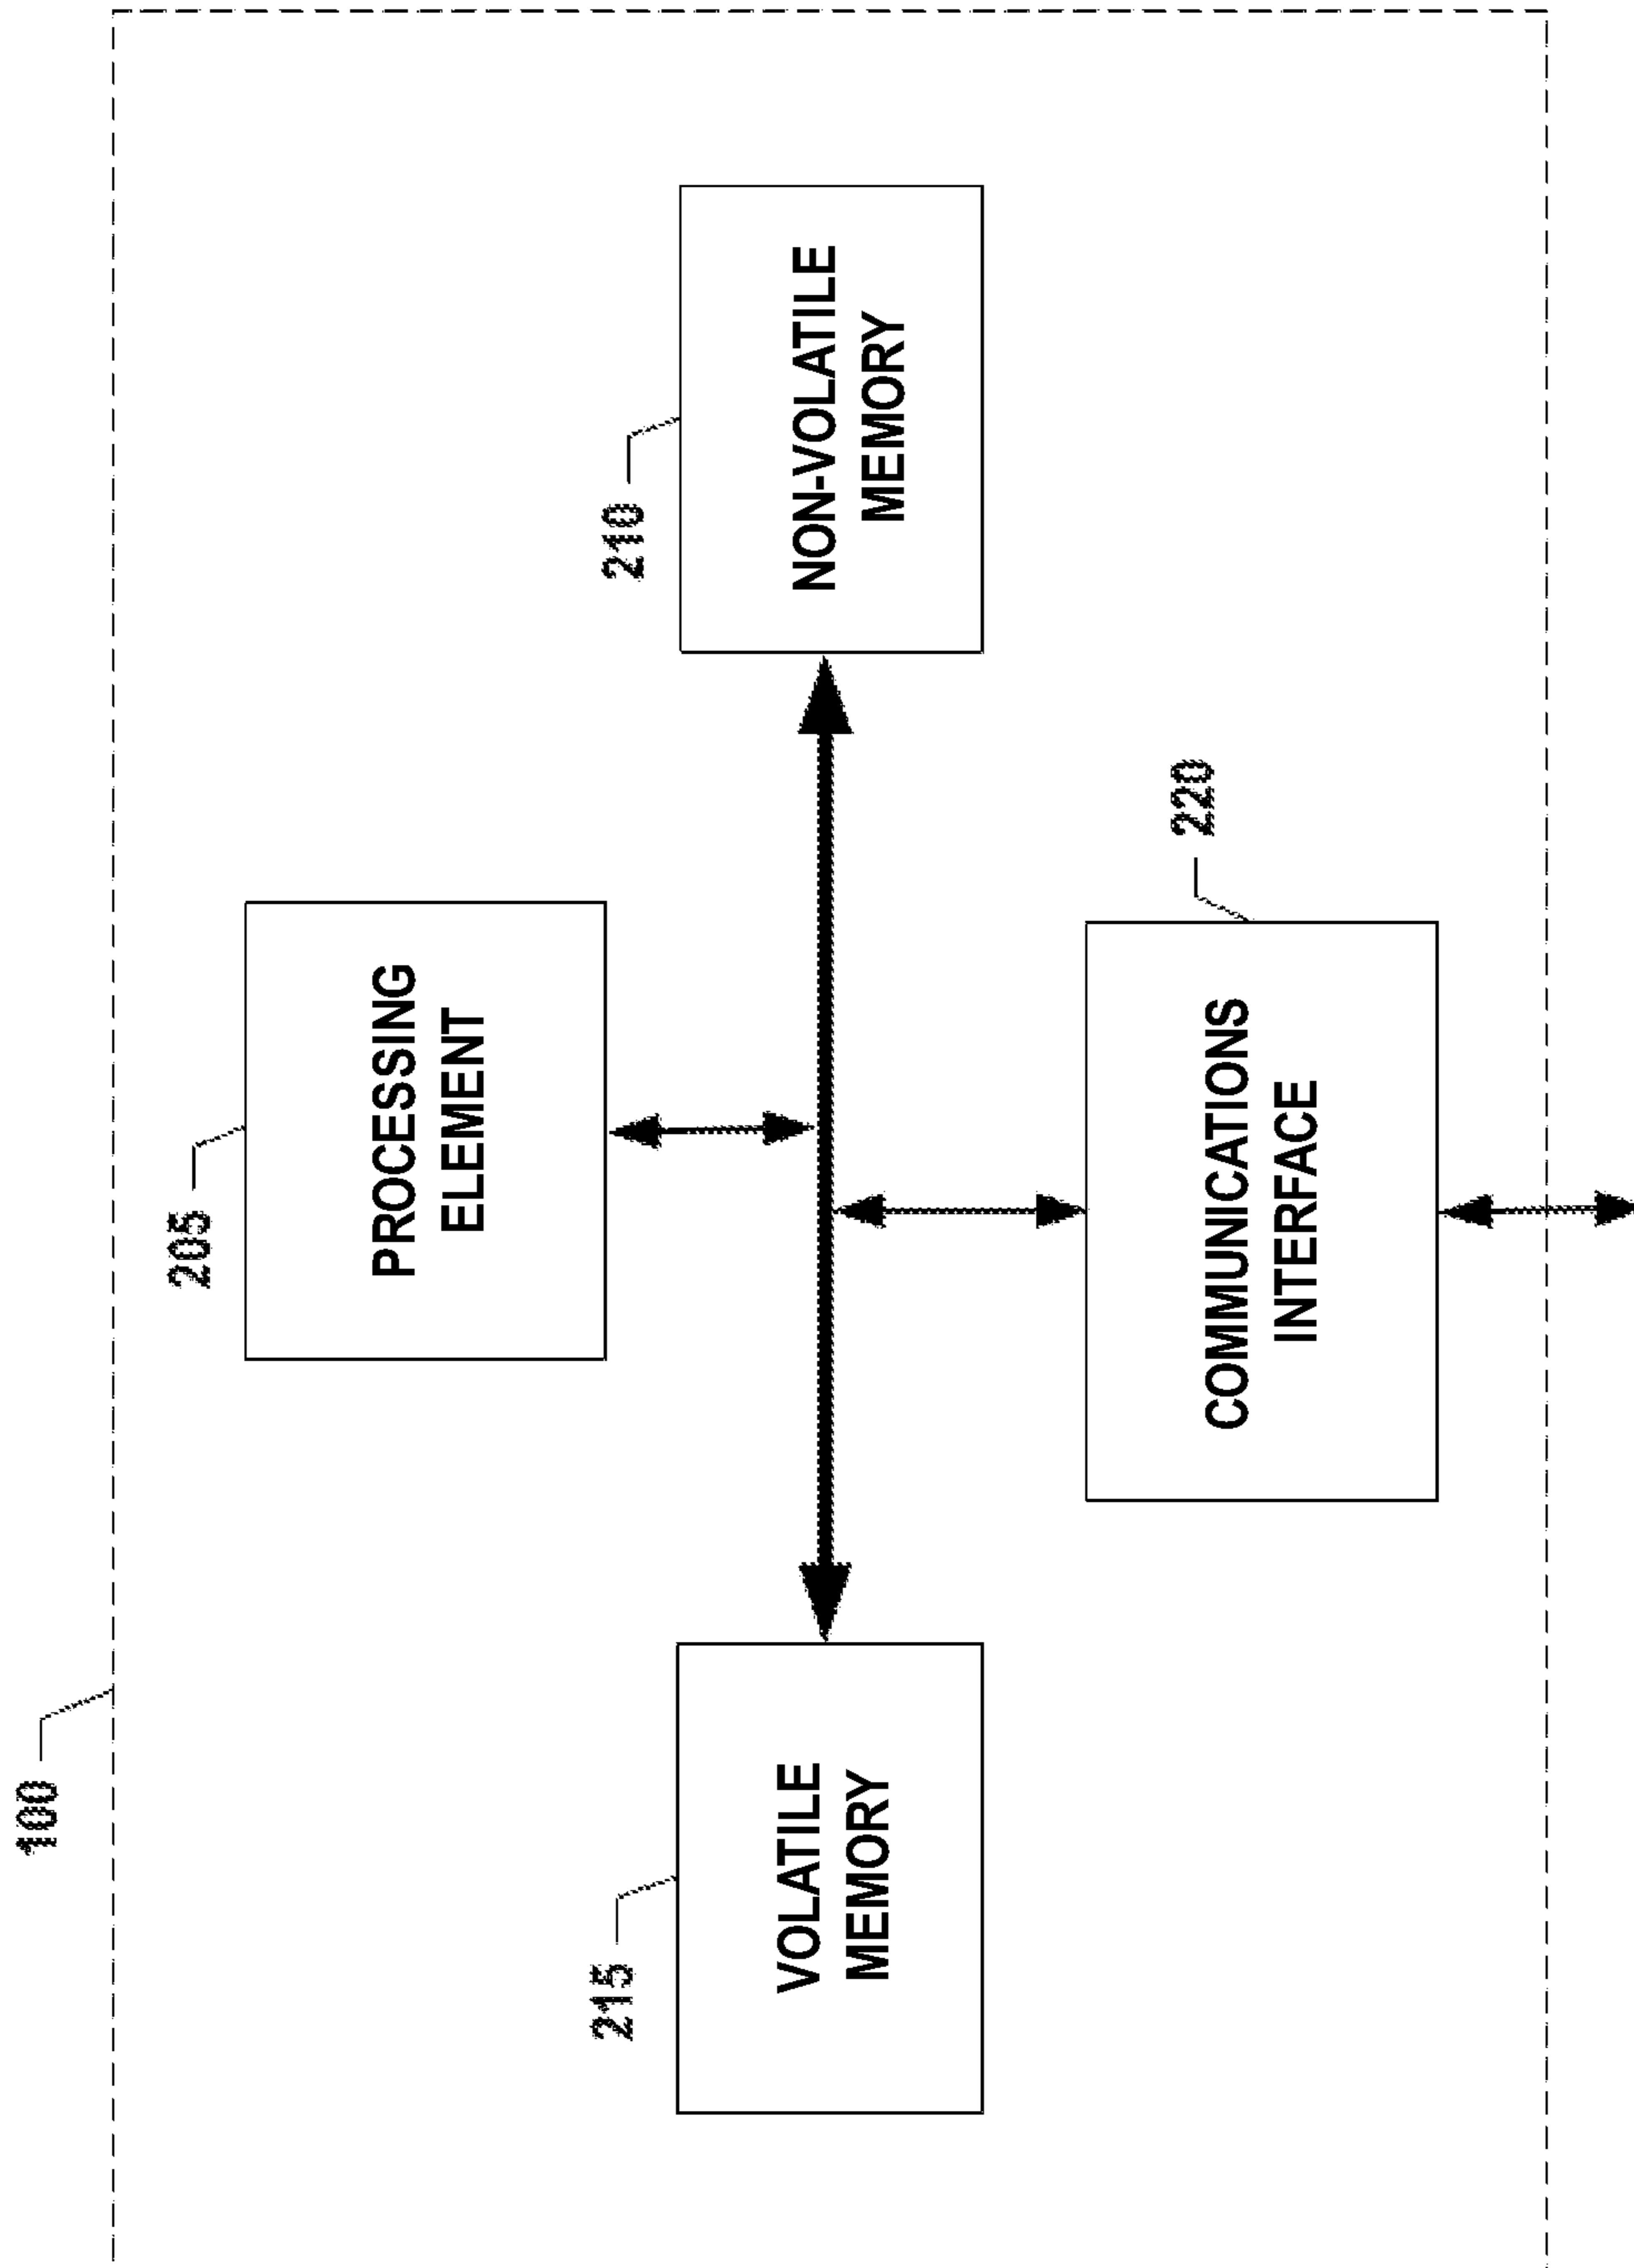 100
205
PROCESSING
ELEMENT
215
VOLATILE
MEMORY
210
NON-VOLATILE
MEMORY
COMMUNICATIONS
INTERFACE
220